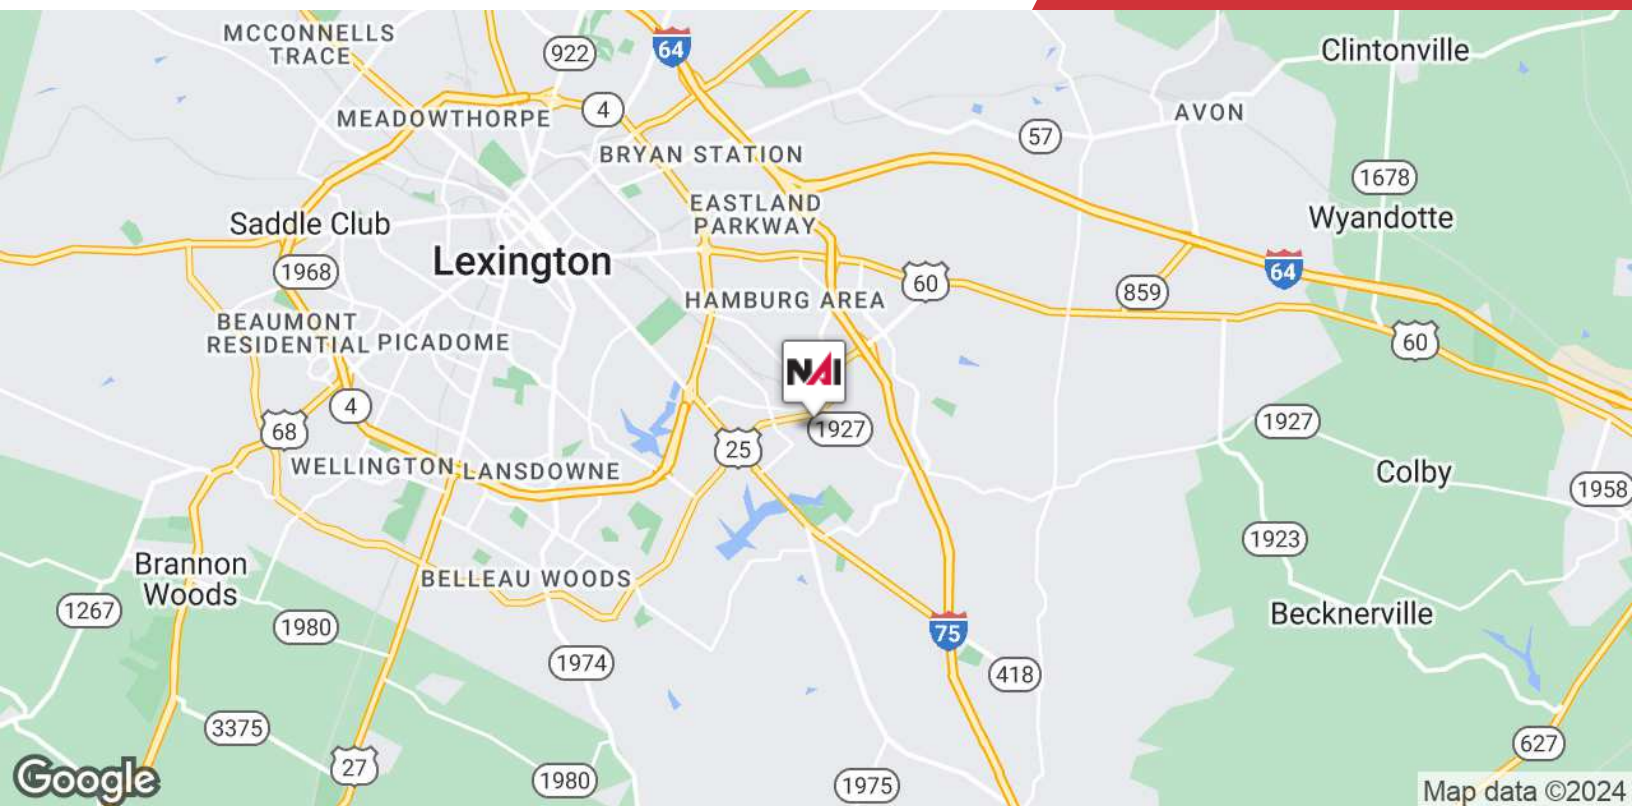 MCCONNELLS
TRACE
922
64
Clintonville
MEADOWTHORPE
4
AVON
57
BRYAN STATION
1678
EASTLAND
PARKWAY
Wyandotte
Saddle Club
Lexington
1968
64
60
859
HAMBURG AREA
BEAUMONT
RESIDENTIAL
PICADOME
60
NAI
4
1927
68
1927
25
WELLINGTON
LANSDOWNE
Colby
1958
1923
Brannon
Woods
BELLEAU WOODS
1267
Becknerville
1980
75
1974
418
3375
627
27
1980
1975
Google
Map data ©2024